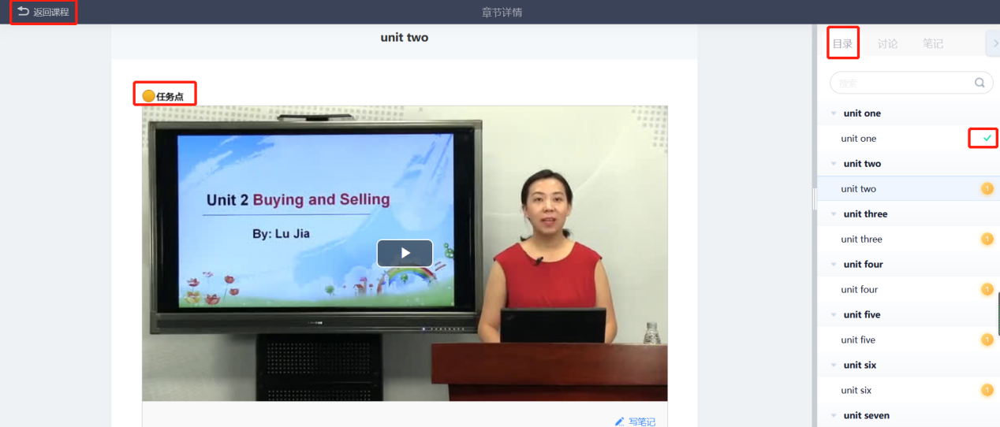 返回课程
章节详情
unit two
目录
讨论
笔记
搜索
任务点
Unit 2 Buying and Selling
By: Lu Jia
写笔记
unit one
unit one
unit two
unit two
1
unit three
unit three
1
unit four
unit four
1
unit five
unit five
1
unit six
unit six
1
unit seven